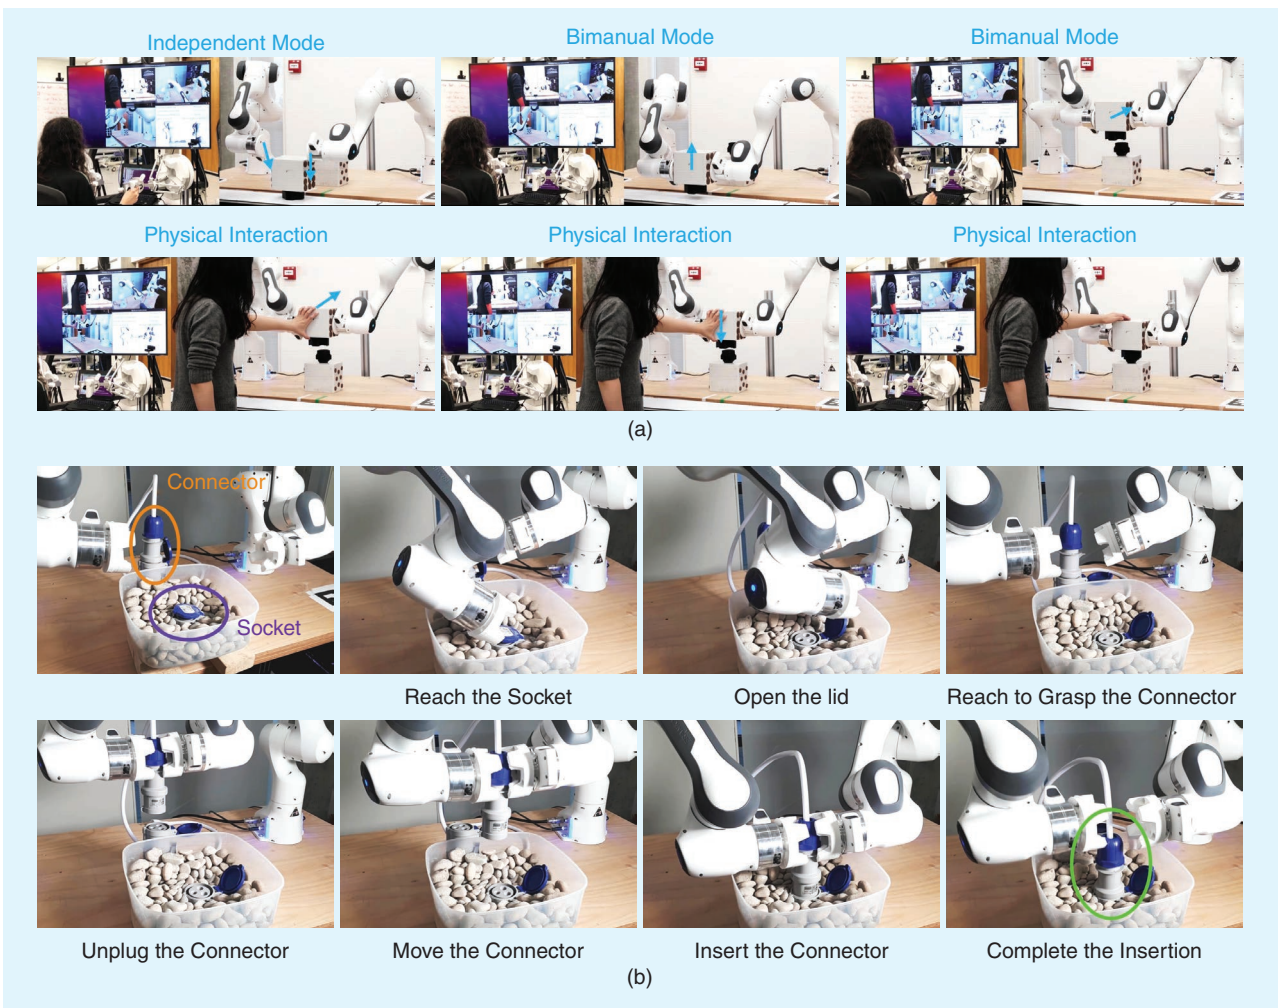 Independent Mode
Bimanual Mode
Bimanual Mode
Physical Interaction
Physical Interaction
Physical Interaction
(a)
Connector
Socket
Reach the Socket
Open the lid
Reach to Grasp the Connector
Unplug the Connector
Move the Connector
Insert the Connector
Complete the Insertion
(b)